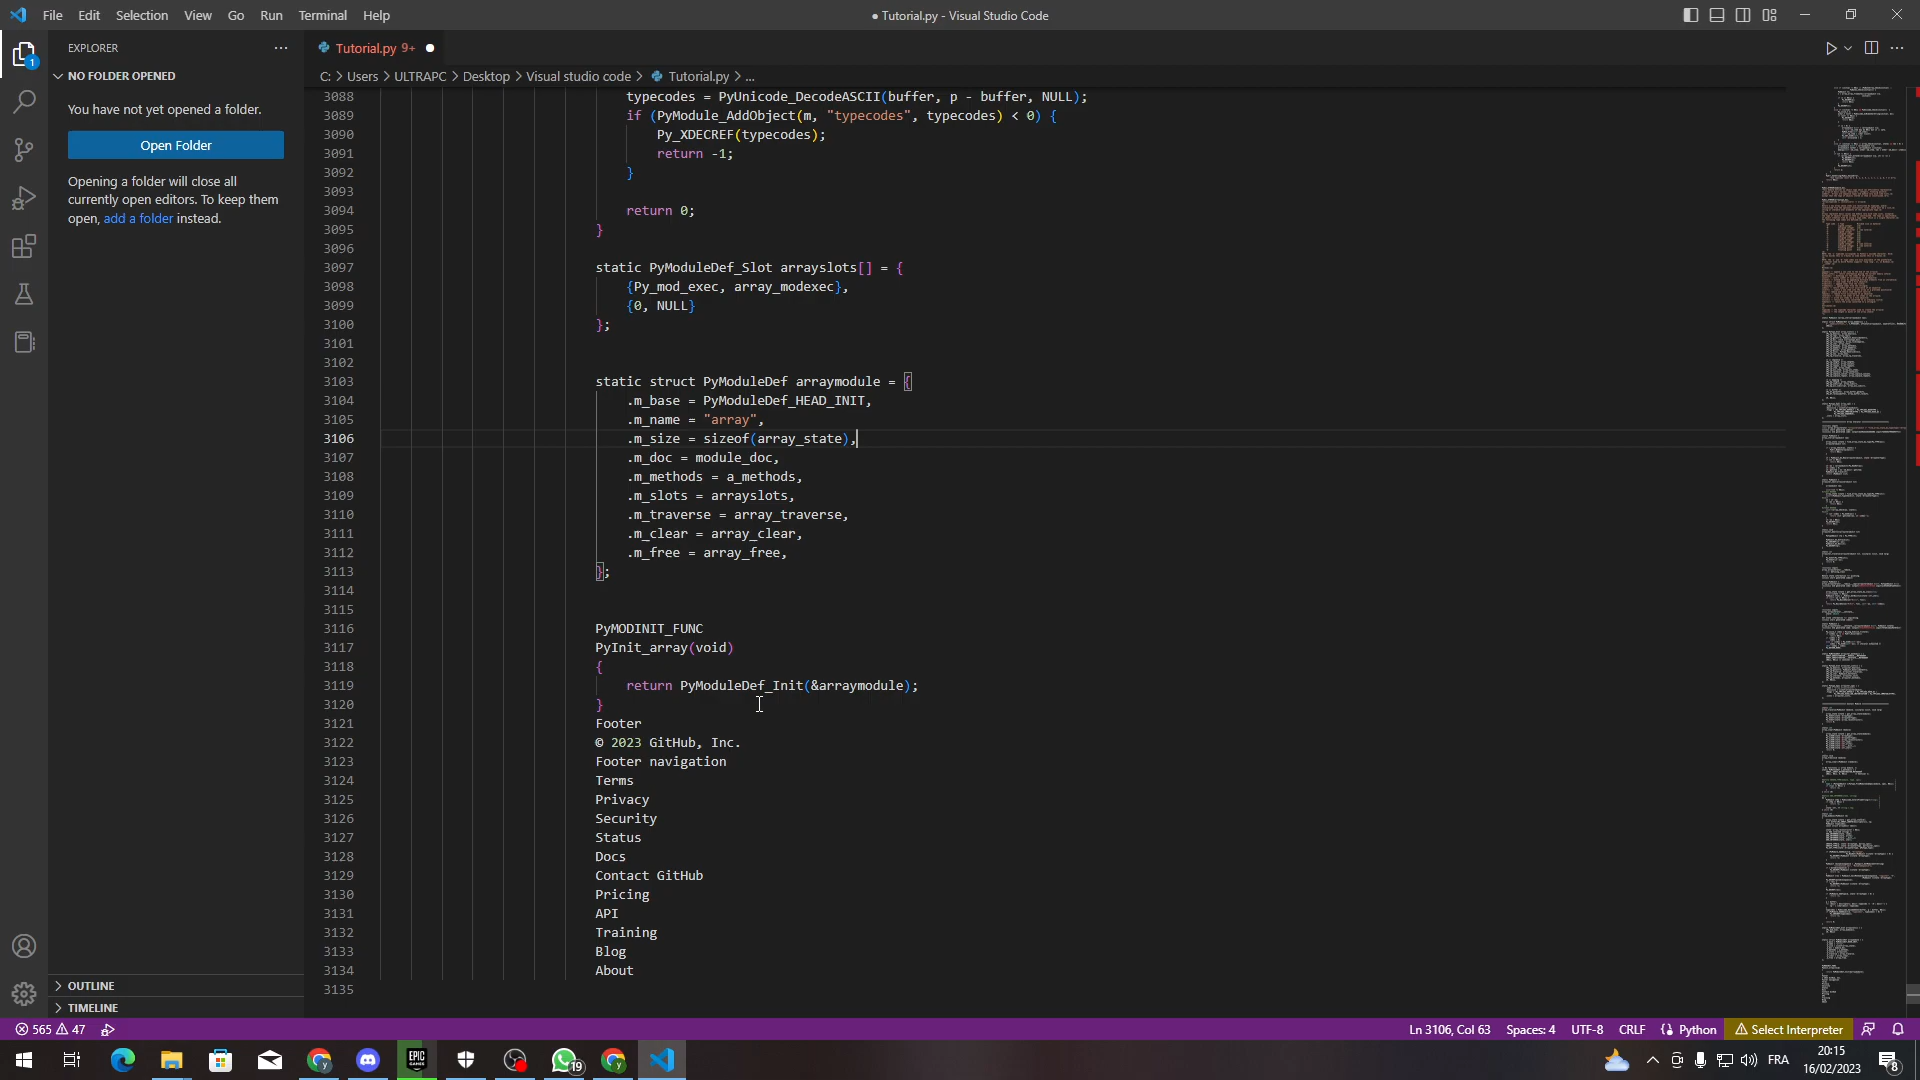 File Edit Selection View Go Run Terminal Help
● Tutorial.py - Visual Studio Code
EXPLORER
NO FOLDER OPENED
You have not yet opened a folder.
Open Folder
Opening a folder will close all
currently open editors. To keep them
open, add a folder instead.
OUTLINE
TIMELINE
1
Tutorial.py 9+
C: > Users > ULTRAPC > Desktop > Visual studio code > Tutorial.py > ...
3088 typecodes = PyUnicode_DecodeASCII(buffer, p - buffer, NULL);
3089 if (PyModule_AddObject(m, "typecodes", typecodes) < 0) {
3090 Py_XDECREF(typecodes);
3091 return -1;
3092 }
3093
3094 return 0;
3095 }
3096
3097 static PyModuleDef_Slot arrayslots[] = {
3098 {Py_mod_exec, array_modexec},
3099 {0, NULL}
3100 };
3101
3102
3103 static struct PyModuleDef arraymodule = {
3104 .m_base = PyModuleDef_HEAD_INIT,
3105 .m_name = "array",
3106 .m_size = sizeof(array_state),
3107 .m_doc = module_doc,
3108 .m_methods = a_methods,
3109 .m_slots = arrayslots,
3110 .m_traverse = array_traverse,
3111 .m_clear = array_clear,
3112 .m_free = array_free,
3113 };
3114
3115
3116 PyMODINIT_FUNC
3117 PyInit_array(void)
3118 {
3119 return PyModuleDef_Init(&arraymodule);
3120 }
3121 Footer
3122 © 2023 GitHub, Inc.
3123 Footer navigation
3124 Terms
3125 Privacy
3126 Security
3127 Status
3128 Docs
3129 Contact GitHub
3130 Pricing
3131 API
3132 Training
3133 Blog
3134 About
3135
565 47
Ln 3106, Col 63 Spaces: 4 UTF-8 CRLF Python Select Interpreter
EPIC GAMES
19
FRA
20:15
16/02/2023
8